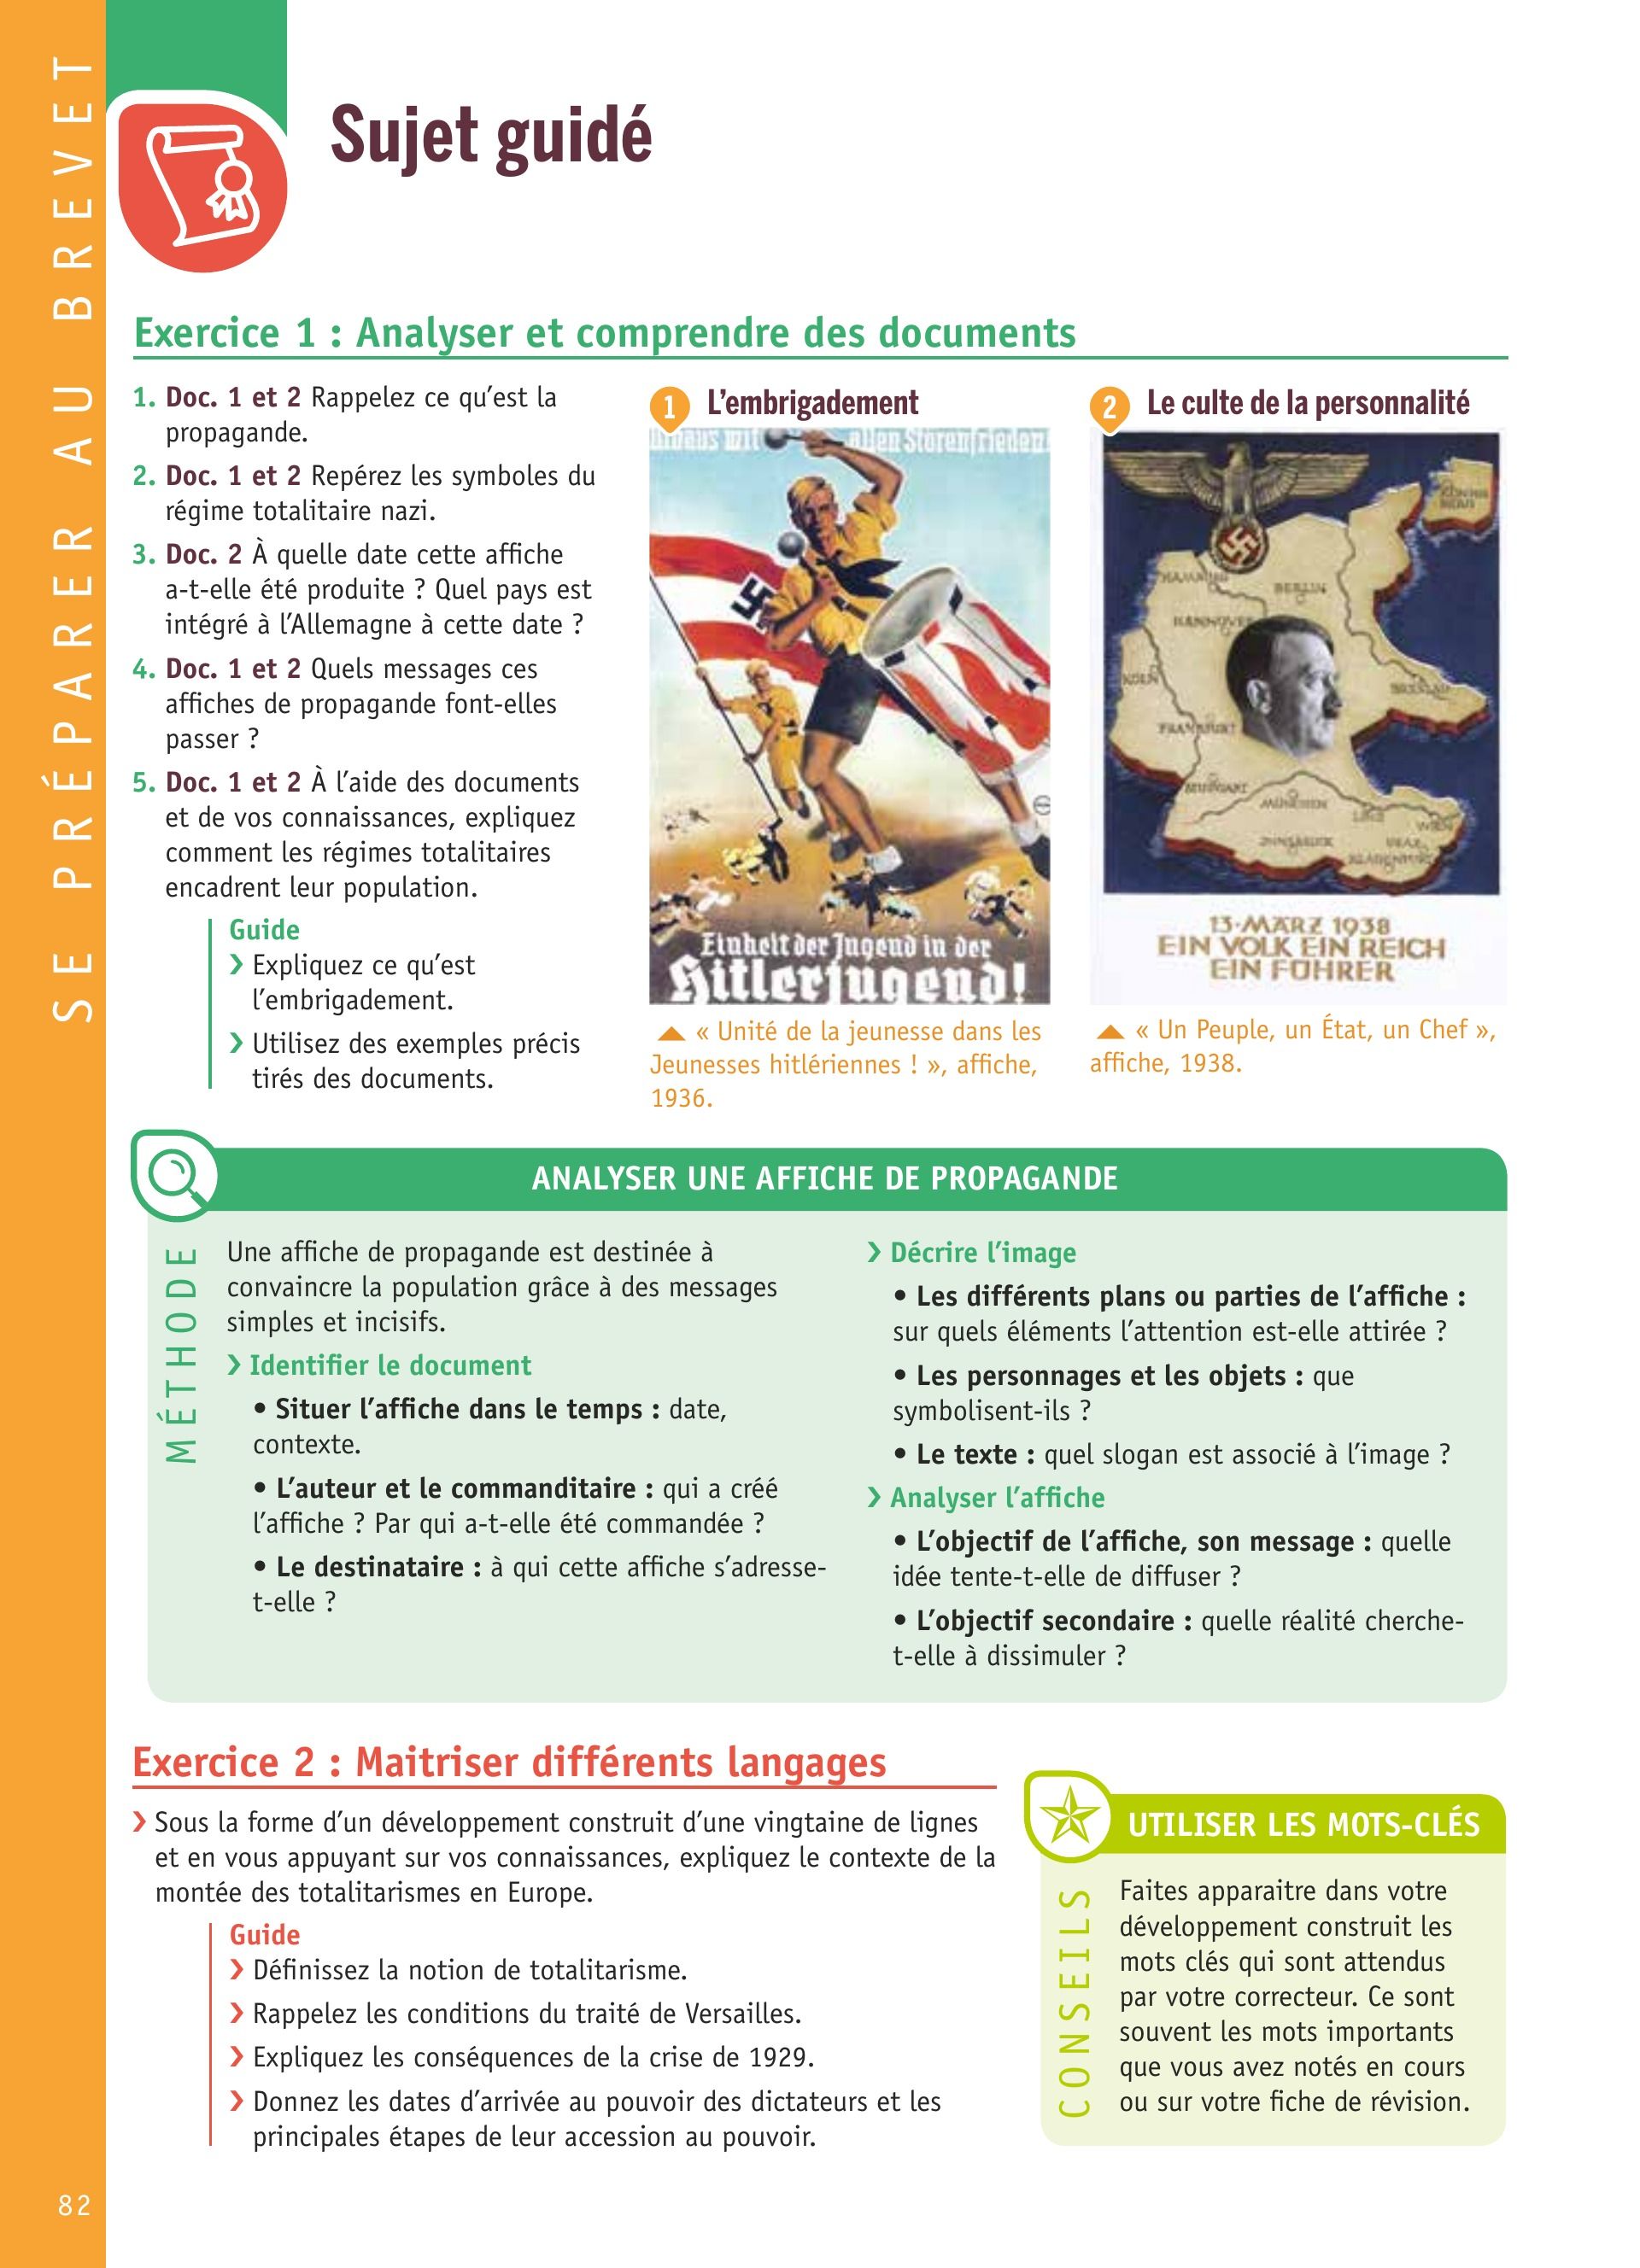 SE PRÉPARER AU BREVET
Sujet guidé
Exercice 1 : Analyser et comprendre des documents
1. Doc. 1 et 2 Rappelez ce qu’est la
propagande.
2. Doc. 1 et 2 Repérez les symboles du
régime totalitaire nazi.
3. Doc. 2 À quelle date cette affiche
a-t-elle été produite ? Quel pays est
intégré à l’Allemagne à cette date ?
4. Doc. 1 et 2 Quels messages ces
affiches de propagande font-elles
passer ?
5. Doc. 1 et 2 À l’aide des documents
et de vos connaissances, expliquez
comment les régimes totalitaires
encadrent leur population.
Guide
› Expliquez ce qu’est
l’embrigadement.
› Utilisez des exemples précis
tirés des documents.
1 L’embrigadement
allen Störenfrieden
Einheit der Jugend in der
Hitlerjugend!
« Unité de la jeunesse dans les
Jeunesses hitlériennes ! », affiche,
1936.
2 Le culte de la personnalité
HAMBURG
BERLIN
HANNOVER
KÖLN
BRESLAU
FRANKFURT
STUTTGART
MÜNCHEN
LINZ
WIEN
INNSBRUCK
GRAZ
KLAGENFURT
13·MÄRZ 1938
EIN VOLK EIN REICH
EIN FÜHRER
« Un Peuple, un État, un Chef »,
affiche, 1938.
ANALYSER UNE AFFICHE DE PROPAGANDE
MÉTHODE
Une affiche de propagande est destinée à
convaincre la population grâce à des messages
simples et incisifs.
› Identifier le document
• Situer l’affiche dans le temps : date,
contexte.
• L’auteur et le commanditaire : qui a créé
l’affiche ? Par qui a-t-elle été commandée ?
• Le destinataire : à qui cette affiche s’adresse-
t-elle ?
› Décrire l’image
• Les différents plans ou parties de l’affiche :
sur quels éléments l’attention est-elle attirée ?
• Les personnages et les objets : que
symbolisent-ils ?
• Le texte : quel slogan est associé à l’image ?
› Analyser l’affiche
• L’objectif de l’affiche, son message : quelle
idée tente-t-elle de diffuser ?
• L’objectif secondaire : quelle réalité cherche-
t-elle à dissimuler ?
Exercice 2 : Maitriser différents langages
› Sous la forme d’un développement construit d’une vingtaine de lignes
et en vous appuyant sur vos connaissances, expliquez le contexte de la
montée des totalitarismes en Europe.
Guide
› Définissez la notion de totalitarisme.
› Rappelez les conditions du traité de Versailles.
› Expliquez les conséquences de la crise de 1929.
› Donnez les dates d’arrivée au pouvoir des dictateurs et les
principales étapes de leur accession au pouvoir.
UTILISER LES MOTS-CLÉS
CONSEILS
Faites apparaitre dans votre
développement construit les
mots clés qui sont attendus
par votre correcteur. Ce sont
souvent les mots importants
que vous avez notés en cours
ou sur votre fiche de révision.
82